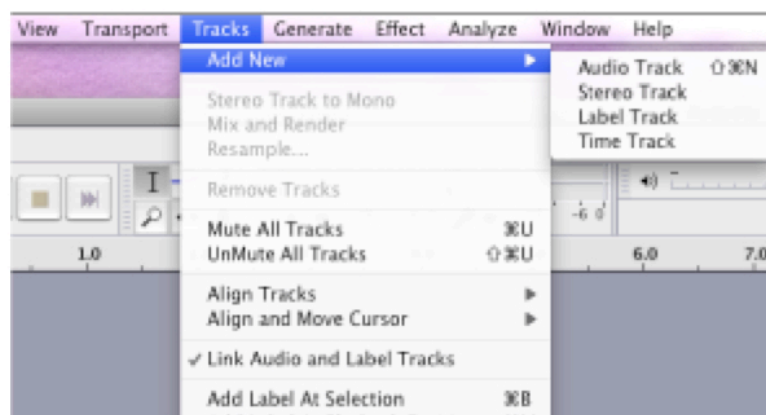 View Transport Tracks Generate Effect Analyze Window Help
Add New ▶
Audio Track ⇧⌘N
Stereo Track
Label Track
Time Track
Stereo Track to Mono
Mix and Render
Resample...
Remove Tracks
Mute All Tracks ⌘U
UnMute All Tracks ⇧⌘U
Align Tracks ▶
Align and Move Cursor ▶
✓ Link Audio and Label Tracks
Add Label At Selection ⌘B
-6 0
1.0 6.0 7.0